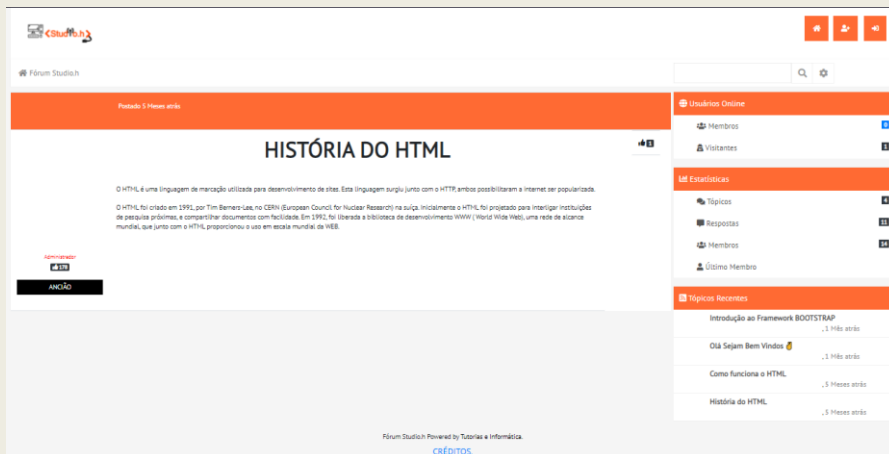 <Studio.h>
Fórum Studio.h
Postado 5 Meses atrás
HISTÓRIA DO HTML
5
O HTML é uma linguagem de marcação utilizada para desenvolvimento de sites. Esta linguagem surgiu junto com o HTTP, ambos possibilitaram a internet ser popularizada.
O HTML foi criado em 1991, por Tim Berners-Lee, no CERN (European Council for Nuclear Research) na suíça. Inicialmente o HTML foi projetado para interligar instituições
de pesquisa próximas, e compartilhar documentos com facilidade. Em 1992, foi liberada a biblioteca de desenvolvimento WWW ( World Wide Web), uma rede de alcance
mundial, que junto com o HTML proporcionou o uso em escala mundial da WEB.
Administrador
179
ANCIÃO
Usuários Online
Membros 0
Visitantes 1
Estatísticas
Tópicos 4
Respostas 11
Membros 14
Último Membro
Tópicos Recentes
Introdução ao Framework BOOTSTRAP
, 1 Mês atrás
Olá Sejam Bem Vindos
, 1 Mês atrás
Como funciona o HTML
, 5 Meses atrás
História do HTML
, 5 Meses atrás
Fórum Studio.h Powered by Tutorias e Informática.
CRÉDITOS.